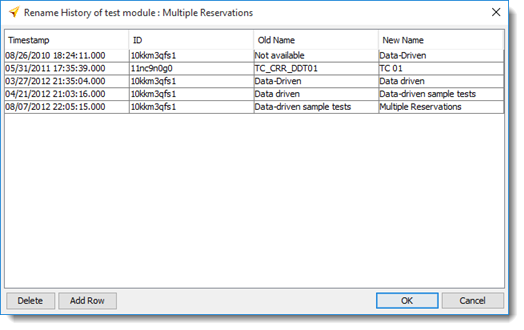 Rename History of test module : Multiple Reservations
Timestamp ID Old Name New Name
08/26/2010 18:24:11.000 10kkm3qfs1 Not available Data-Driven
05/31/2011 17:35:39.000 11nc9n0g0 TC_CRR_DDT01 TC 01
03/27/2012 21:35:04.000 10kkm3qfs1 Data-Driven Data driven
04/21/2012 21:03:16.000 10kkm3qfs1 Data driven Data-driven sample tests
08/07/2012 22:05:15.000 10kkm3qfs1 Data-driven sample tests Multiple Reservations
Delete Add Row OK Cancel